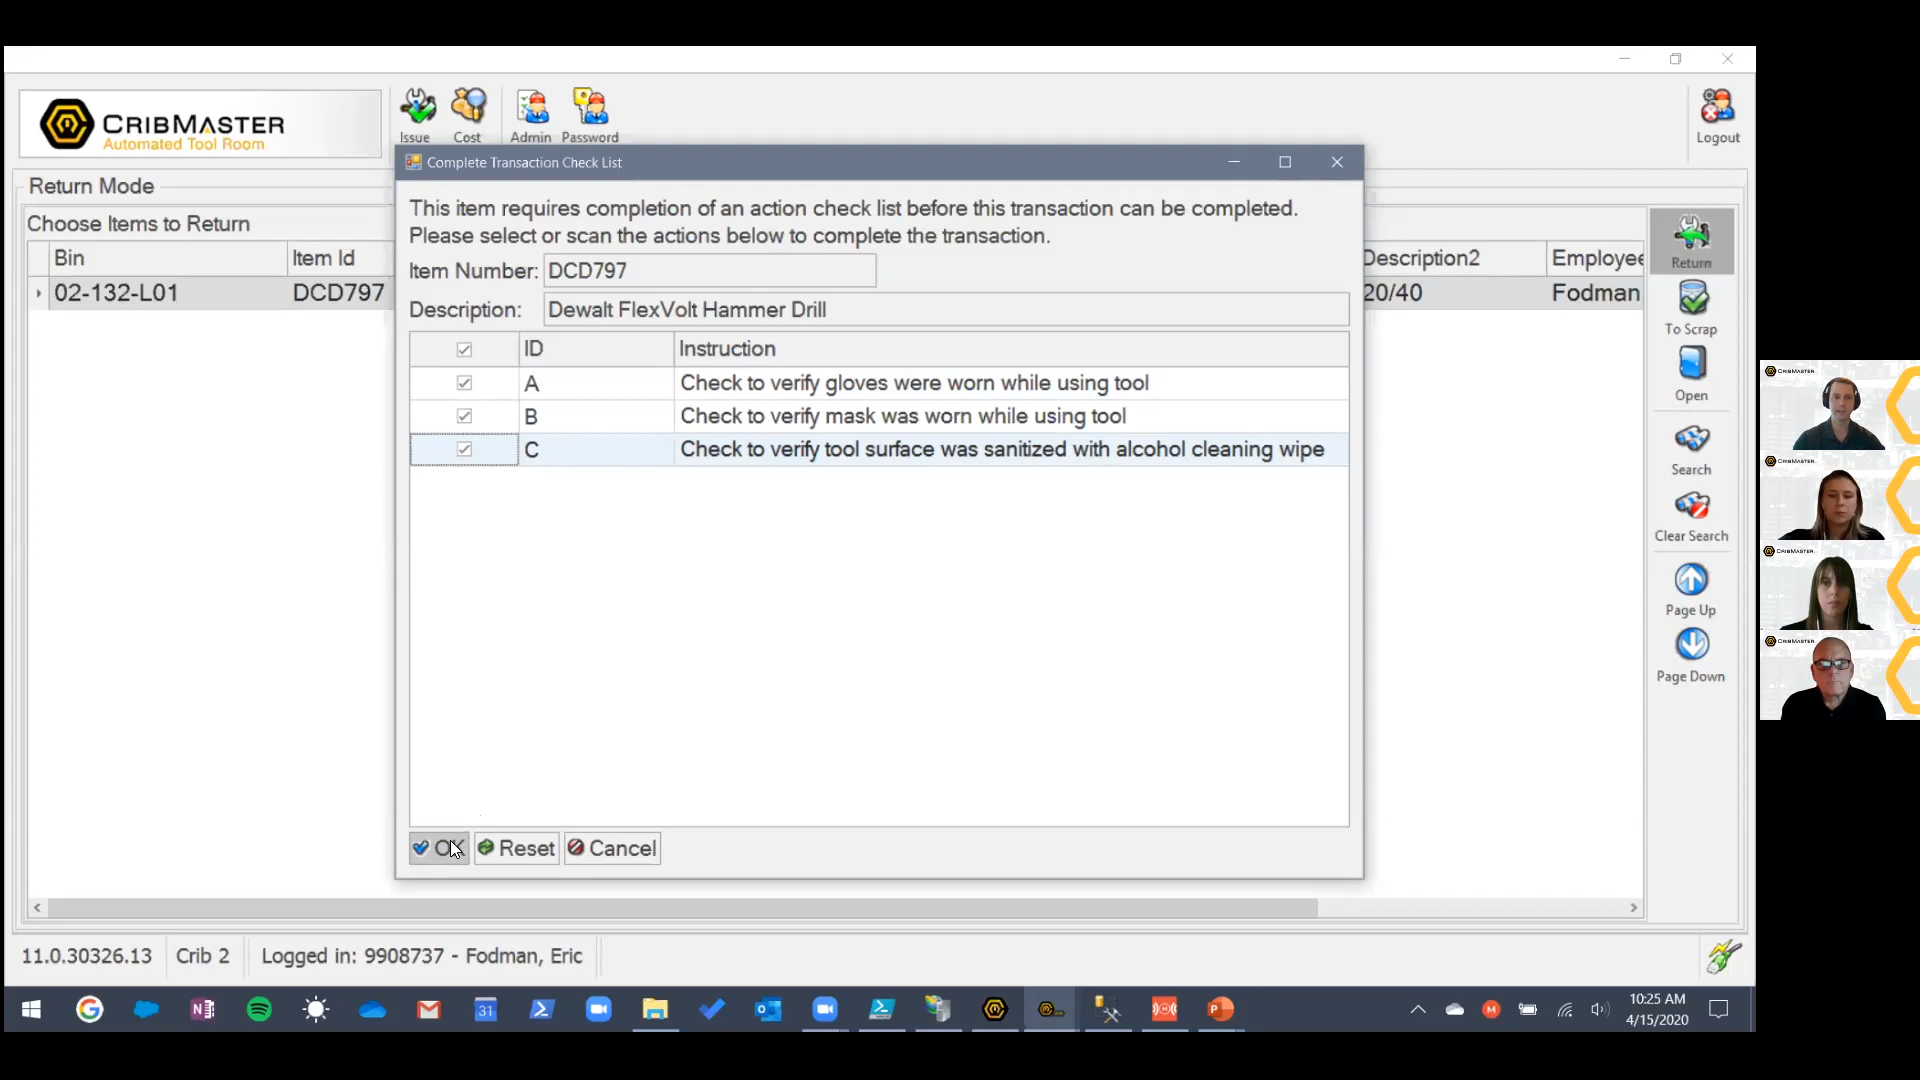 CRIBMASTER
Automated Tool Room
Issue
Cost
Admin
Password
Logout
Return Mode
Choose Items to Return
Bin
Item Id
02-132-L01
DCD797
Complete Transaction Check List
This item requires completion of an action check list before this transaction can be completed.
Please select or scan the actions below to complete the transaction.
Item Number: DCD797
Description: Dewalt FlexVolt Hammer Drill
ID Instruction
A Check to verify gloves were worn while using tool
B Check to verify mask was worn while using tool
C Check to verify tool surface was sanitized with alcohol cleaning wipe
OK Reset Cancel
Description2 Employee
20/40 Fodman
Return
To Scrap
Open
Search
Clear Search
Page Up
Page Down
CRIBMASTER
CRIBMASTER
CRIBMASTER
CRIBMASTER
11.0.30326.13 Crib 2 Logged in: 9908737 - Fodman, Eric
G
N
31
M
P
10:25 AM
4/15/2020